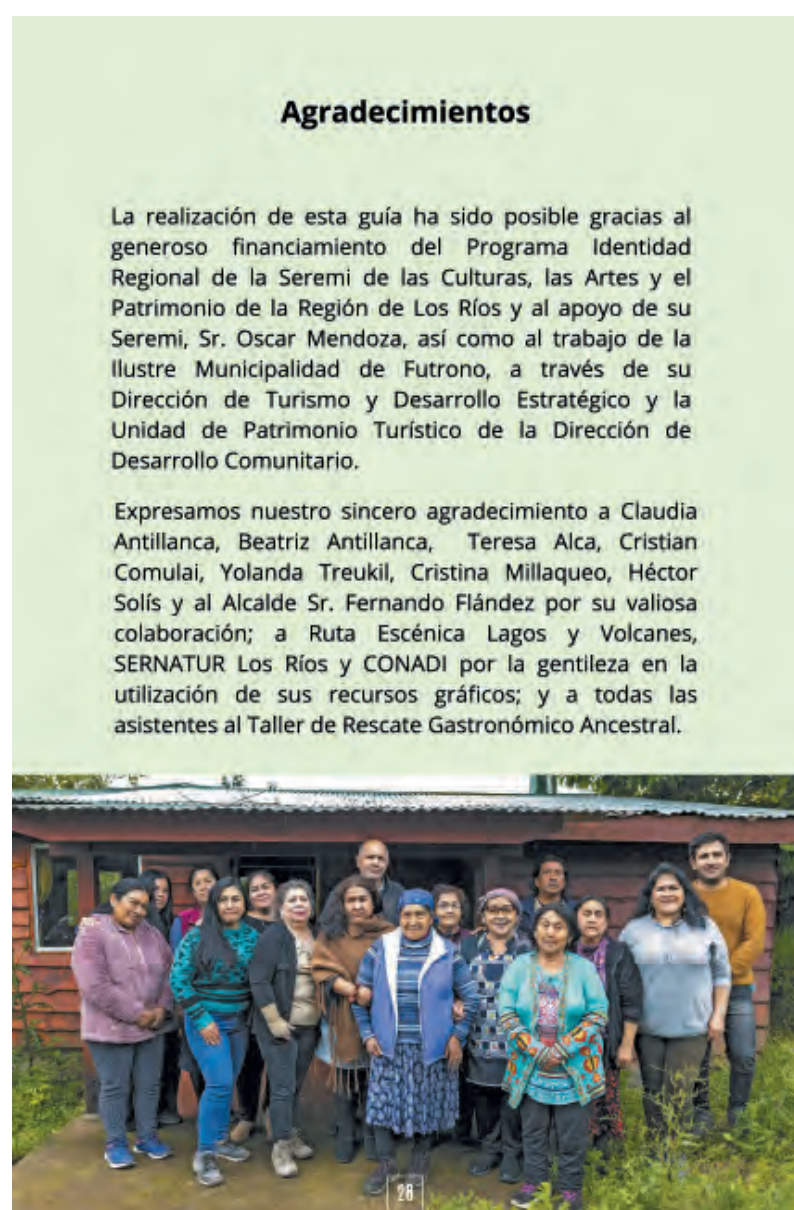 Agradecimientos
La realización de esta guía ha sido posible gracias al
generoso financiamiento del Programa Identidad
Regional de la Seremi de las Culturas, las Artes y el
Patrimonio de la Región de Los Ríos y al apoyo de su
Seremi, Sr. Oscar Mendoza, así como al trabajo de la
Ilustre Municipalidad de Futrono, a través de su
Dirección de Turismo y Desarrollo Estratégico y la
Unidad de Patrimonio Turístico de la Dirección de
Desarrollo Comunitario.
Expresamos nuestro sincero agradecimiento a Claudia
Antillanca, Beatriz Antillanca, Teresa Alca, Cristian
Comulai, Yolanda Treukil, Cristina Millaqueo, Héctor
Solís y al Alcalde Sr. Fernando Flández por su valiosa
colaboración; a Ruta Escénica Lagos y Volcanes,
SERNATUR Los Ríos y CONADI por la gentileza en la
utilización de sus recursos gráficos; y a todas las
asistentes al Taller de Rescate Gastronómico Ancestral.
28